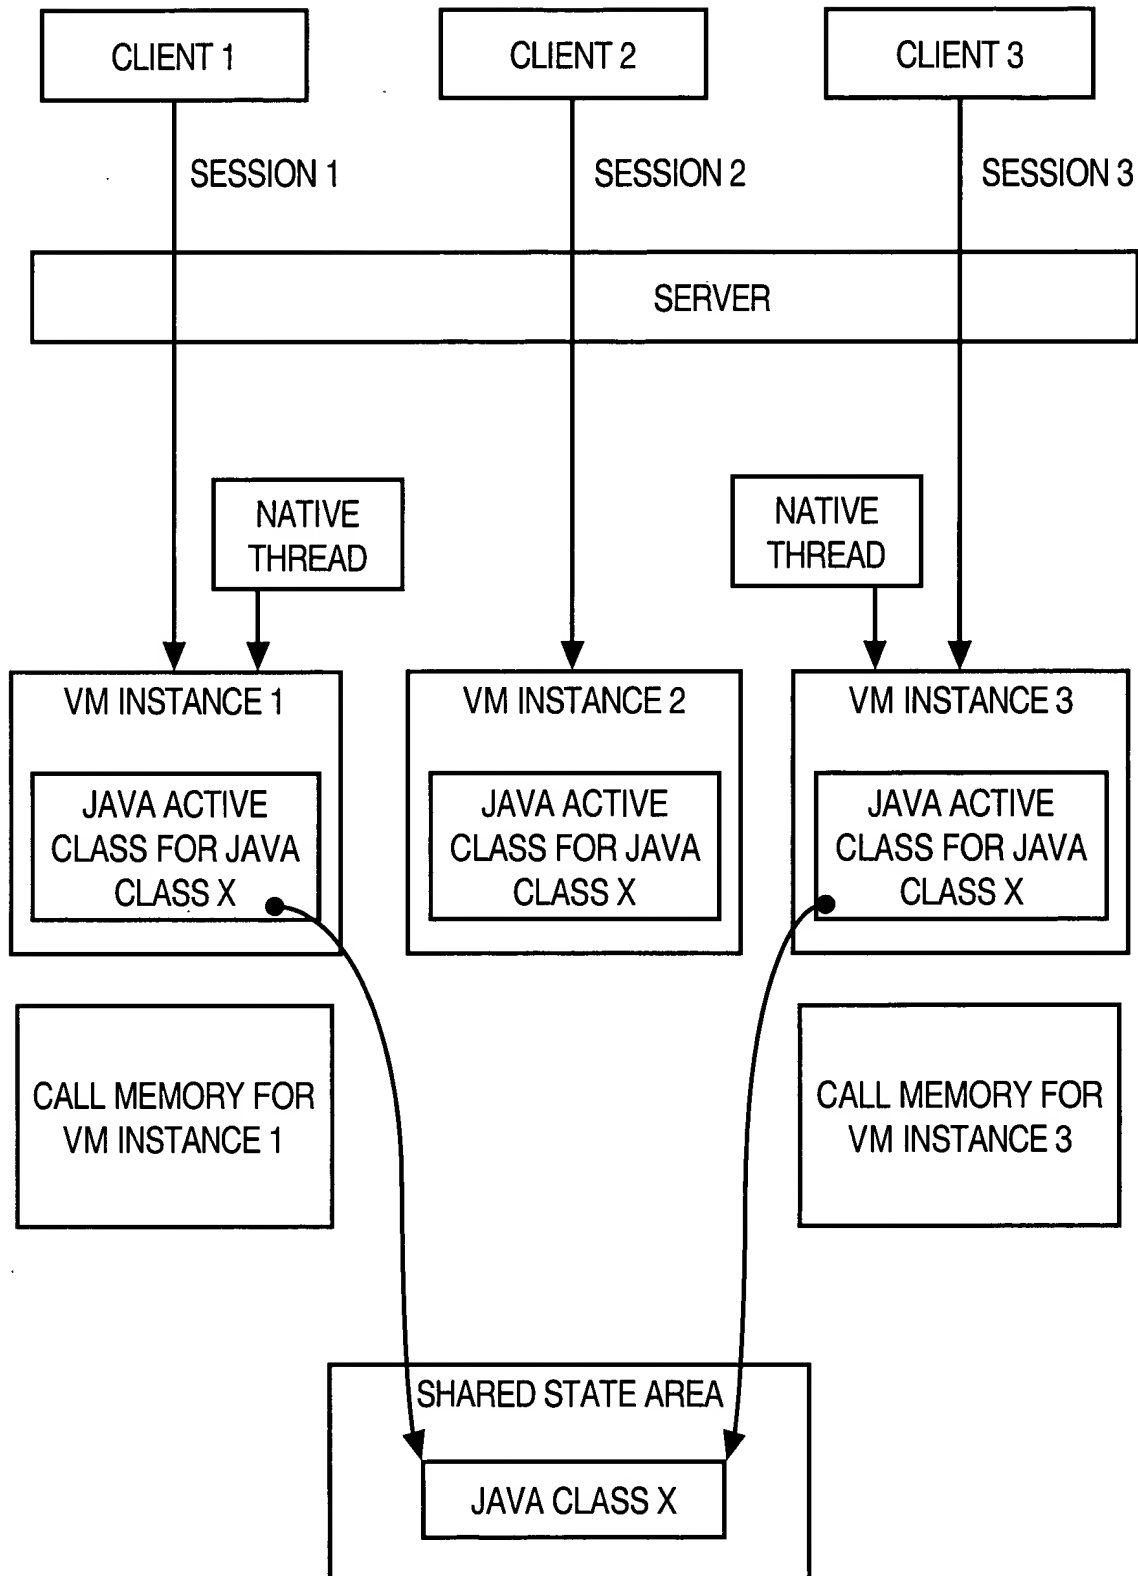 CLIENT 1
CLIENT 2
CLIENT 3
SESSION 1
SESSION 2
SESSION 3
SERVER
NATIVE
THREAD
NATIVE
THREAD
VM INSTANCE 1
JAVA ACTIVE
CLASS FOR JAVA
CLASS X
VM INSTANCE 2
JAVA ACTIVE
CLASS FOR JAVA
CLASS X
VM INSTANCE 3
JAVA ACTIVE
CLASS FOR JAVA
CLASS X
CALL MEMORY FOR
VM INSTANCE 1
CALL MEMORY FOR
VM INSTANCE 3
SHARED STATE AREA
JAVA CLASS X